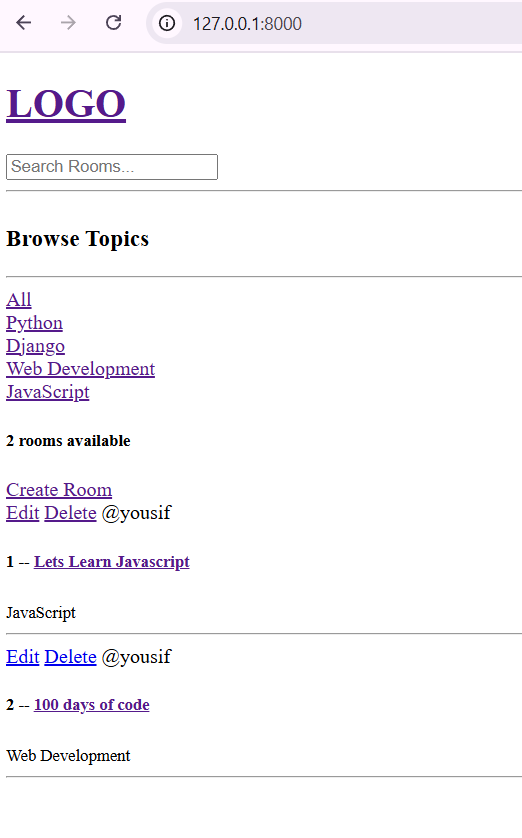 127.0.0.1:8000
LOGO
Search Rooms...
Browse Topics
All
Python
Django
Web Development
JavaScript
2 rooms available
Create Room
Edit Delete @yousif
1 -- Lets Learn Javascript
JavaScript
Edit Delete @yousif
2 -- 100 days of code
Web Development